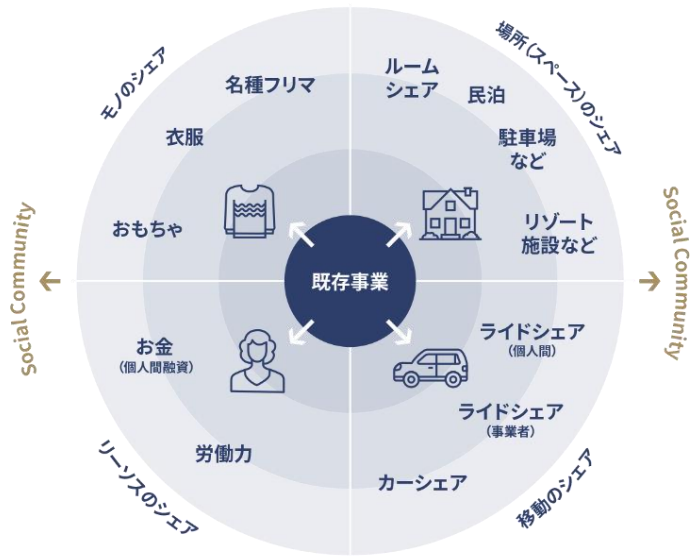 モノのシェア
名種フリマ
衣服
おもちゃ
場所（スペース）のシェア
ルーム
シェア
民泊
駐車場
など
リゾート
施設など
Social Community
Social Community
既存事業
お金
（個人間融資）
労働力
リーソスのシェア
ライドシェア
（個人間）
ライドシェア
（事業者）
カーシェア
移動のシェア